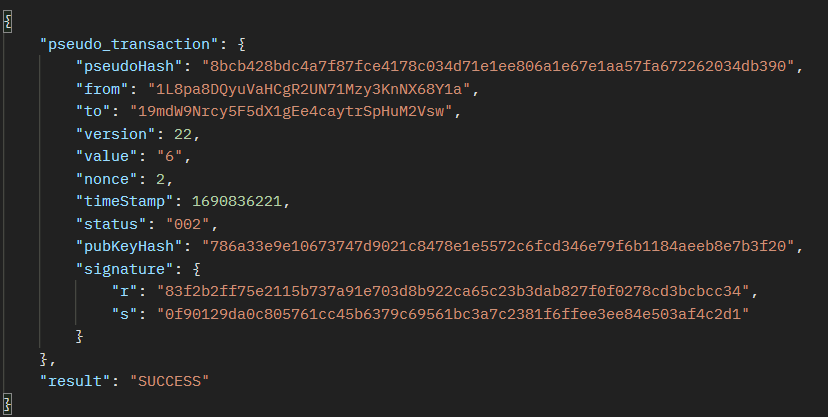 {
"pseudo_transaction": {
"pseudoHash": "8bcb428bdc4a7f87fce4178c034d71e1ee806a1e67e1aa57fa672262034db390",
"from": "1L8pa8DQyuVaHCgR2UN71Mzy3KnNX68Y1a",
"to": "19mdW9Nrcy5F5dX1gEe4caytrSpHuM2Vsw",
"version": 22,
"value": "6",
"nonce": 2,
"timeStamp": 1690836221,
"status": "002",
"pubKeyHash": "786a33e9e10673747d9021c8478e1e5572c6fcd346e79f6b1184aeeb8e7b3f20",
"signature": {
"r": "83f2b2ff75e2115b737a91e703d8b922ca65c23b3dab827f0f0278cd3bcbcc34",
"s": "0f90129da0c805761cc45b6379c69561bc3a7c2381f6ffee3ee84e503af4c2d1"
}
},
"result": "SUCCESS"
}